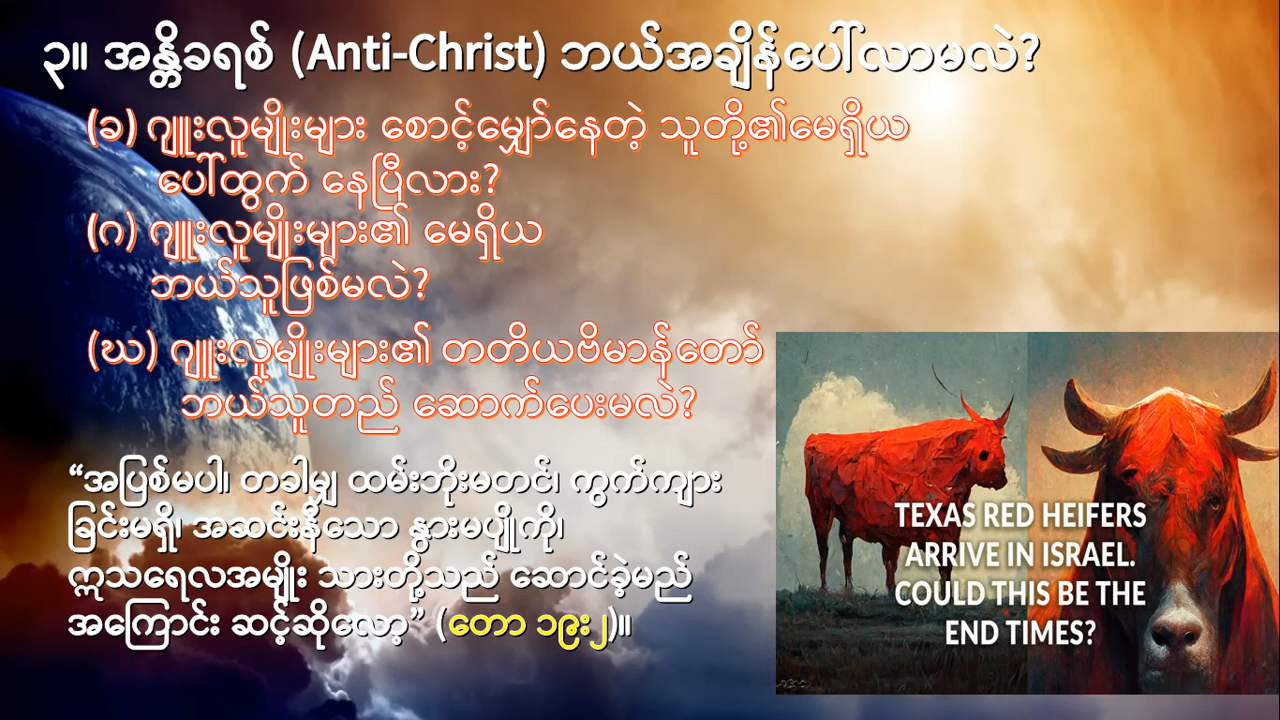 ၃။ အန္တိခရစ် (Anti-Christ) ဘယ်အချိန်ပေါ်လာမလဲ?
(ခ) ဂျူးလူမျိုးများ စောင့်မျှော်နေတဲ့ သူတို့၏မေရှိယ
ပေါ်ထွက် နေပြီလား?
(ဂ) ဂျူးလူမျိုးများ၏ မေရှိယ
ဘယ်သူဖြစ်မလဲ?
(ဃ) ဂျူးလူမျိုးများ၏ တတိယဗိမာန်တော်
ဘယ်သူတည် ဆောက်ပေးမလဲ?
“အပြစ်မပါ၊ တခါမျှ ထမ်းဘိုးမတင်၊ ကွက်ကျား
ခြင်းမရှိ၊ အဆင်းနီသော နွားမပျိုကို၊
ဣသရေလအမျိုး သားတို့သည် ဆောင်ခဲ့မည်
အကြောင်း ဆင့်ဆိုလော့” (တော ၁၉း၂)။
TEXAS RED HEIFERS
ARRIVE IN ISRAEL.
COULD THIS BE THE
END TIMES?